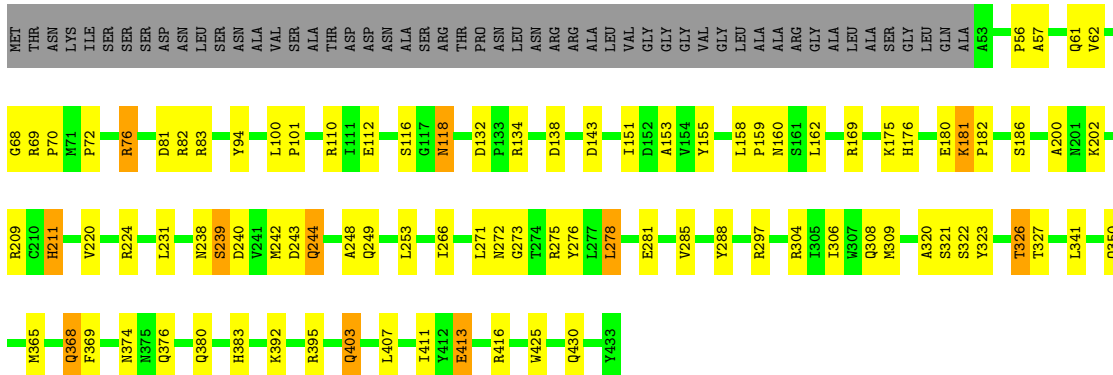 MET THR ASN LYS ILE SER SER SER ASP ASN LEU SER ASN ALA VAL SER ALA THR ASP ASP ASN ALA SER ARG THR PRO ASN LEU ASN ARG ARG ALA LEU VAL GLY GLY GLY VAL GLY LEU ALA ALA ARG GLY ALA LEU ALA SER GLY LEU GLN ALA A53 P56 A57 Q61 V62
G68 R69 P70 M71 P72 R76 D81 R82 R83 Y94 L100 P101 R110 I111 E112 S116 G117 N118 D132 P133 R134 D138 D143 I151 D152 A153 V154 Y155 L158 P159 N160 S161 L162 R169 K175 H176 E180 K181 P182 S186 A200 N201 K202
R209 C210 H211 V220 R224 L231 N238 S239 D240 V241 M242 D243 Q244 A248 Q249 L253 I266 L271 N272 G273 T274 R275 Y276 L277 L278 E281 V285 Y288 R297 R304 I305 I306 W307 Q308 M309 A320 S321 S322 Y323 T326 T327 L341
M365 Q368 F369 N374 N375 Q376 Q380 H383 K392 R395 Q403 L407 I411 Y412 E413 R416 W425 Q430 Y433